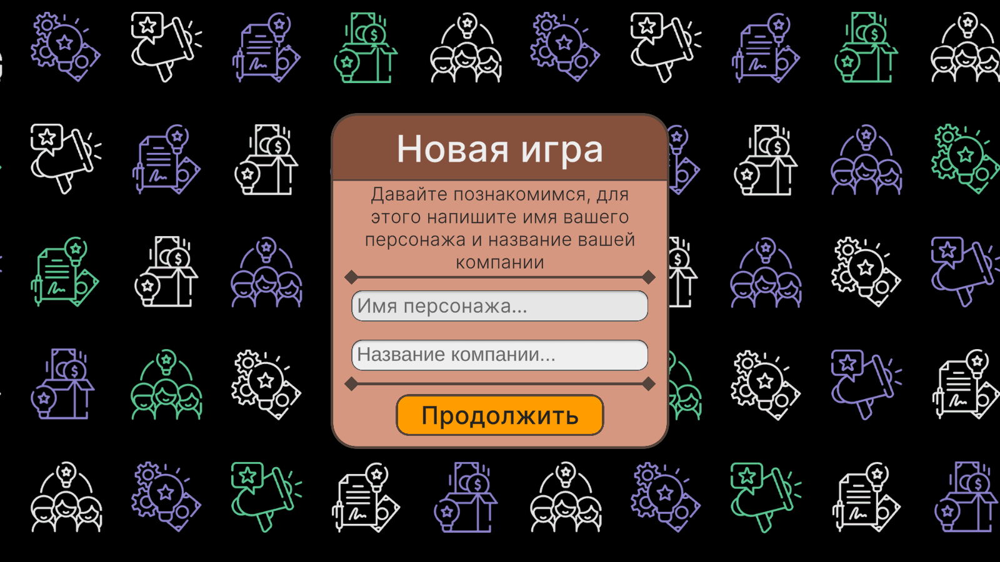 Новая игра
Давайте познакомимся, для
этого напишите имя вашего
персонажа и название вашей
компании
Имя персонажа...
Название компании...
Продолжить